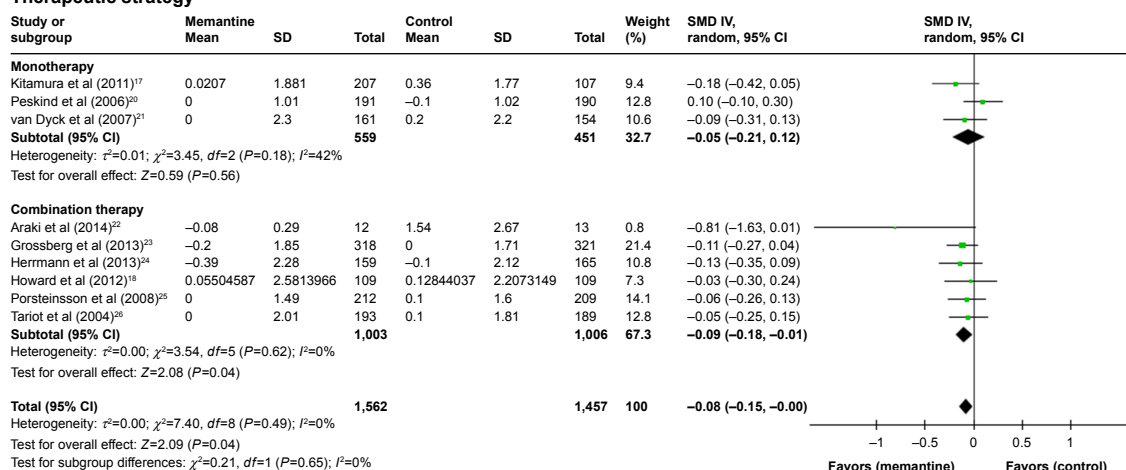 Therapeutic strategy
Study or subgroup Memantine Mean SD Total Control Mean SD Total Weight (%) SMD IV, random, 95% CI SMD IV, random, 95% CI
Monotherapy
Kitamura et al (2011)¹⁷ 0.0207 1.881 207 0.36 1.77 107 9.4 –0.18 (–0.42, 0.05)
Peskind et al (2006)²⁰ 0 1.01 191 –0.1 1.02 190 12.8 0.10 (–0.10, 0.30)
van Dyck et al (2007)²¹ 0 2.3 161 0.2 2.2 154 10.6 –0.09 (–0.31, 0.13)
Subtotal (95% CI) 559 451 32.7 –0.05 (–0.21, 0.12)
Heterogeneity: τ²=0.01; χ²=3.45, df=2 (P=0.18); I²=42%
Test for overall effect: Z=0.59 (P=0.56)
Combination therapy
Araki et al (2014)²² –0.08 0.29 12 1.54 2.67 13 0.8 –0.81 (–1.63, 0.01)
Grossberg et al (2013)²³ –0.2 1.85 318 0 1.71 321 21.4 –0.11 (–0.27, 0.04)
Herrmann et al (2013)²⁴ –0.39 2.28 159 –0.1 2.12 165 10.8 –0.13 (–0.35, 0.09)
Howard et al (2012)¹⁸ 0.05504587 2.5813966 109 0.12844037 2.2073149 109 7.3 –0.03 (–0.30, 0.24)
Porsteinsson et al (2008)²⁵ 0 1.49 212 0.1 1.6 209 14.1 –0.06 (–0.26, 0.13)
Tariot et al (2004)²⁶ 0 2.01 193 0.1 1.81 189 12.8 –0.05 (–0.25, 0.15)
Subtotal (95% CI) 1,003 1,006 67.3 –0.09 (–0.18, –0.01)
Heterogeneity: τ²=0.00; χ²=3.54, df=5 (P=0.62); I²=0%
Test for overall effect: Z=2.08 (P=0.04)
Total (95% CI) 1,562 1,457 100 –0.08 (–0.15, –0.00)
Heterogeneity: τ²=0.00; χ²=7.40, df=8 (P=0.49); I²=0%
Test for overall effect: Z=2.09 (P=0.04)
Test for subgroup differences: χ²=0.21, df=1 (P=0.65); I²=0%
–1 –0.5 0 0.5 1
Favors (memantine) Favors (control)